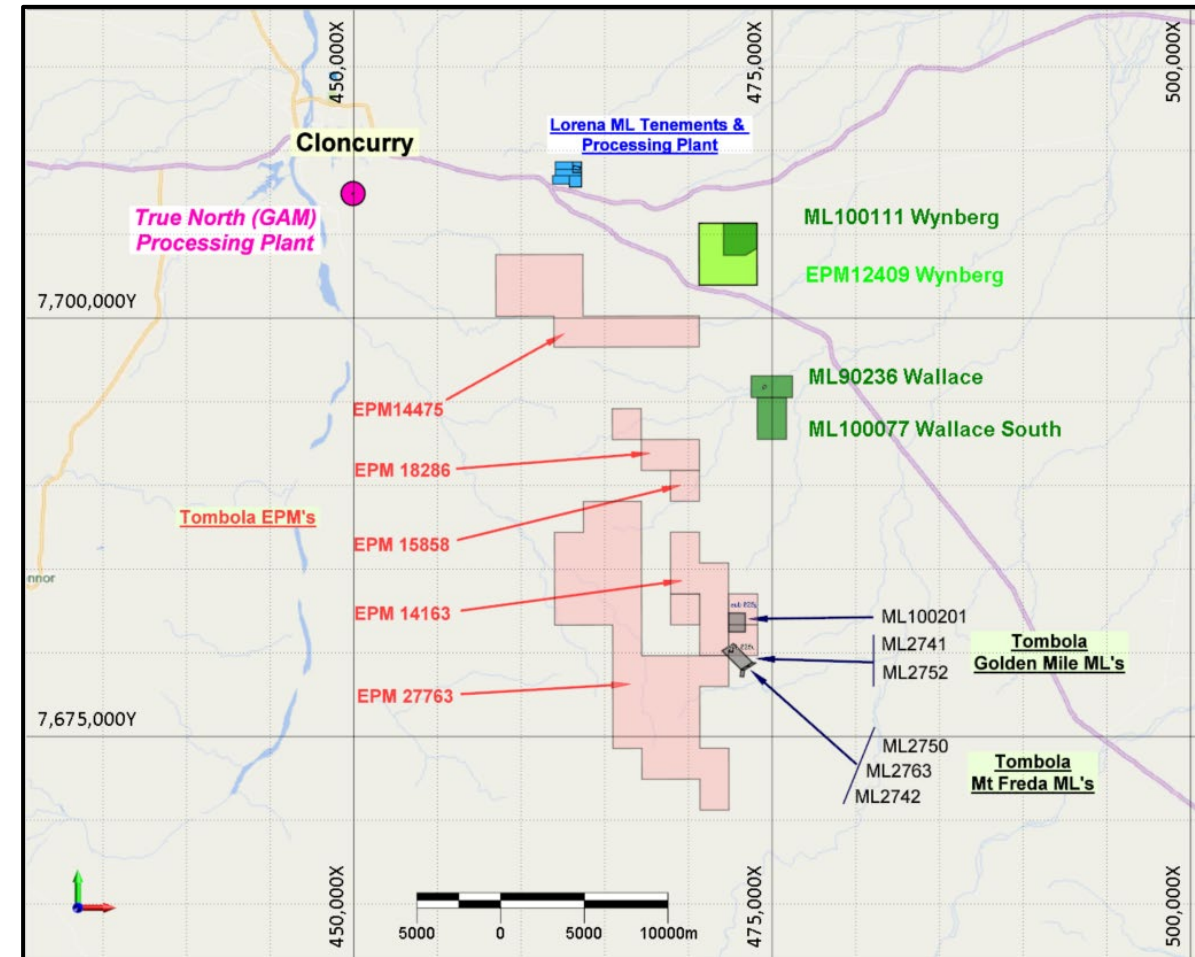 450,000X
475,000X
500,000X
Lorena ML Tenements &
Processing Plant
Cloncurry
True North (GAM)
Processing Plant
ML100111 Wynberg
EPM12409 Wynberg
7,700,000Y
ML90236 Wallace
EPM14475
ML100077 Wallace South
EPM 18286
Tombola EPM's
EPM 15858
nnor
EPM 14163
ML100201
ML2741
ML2752
Tombola
Golden Mile ML's
EPM 27763
7,675,000Y
ML2750
ML2763
ML2742
Tombola
Mt Freda ML's
450,000X
475,000X
500,000X
5000 0 5000 10000m